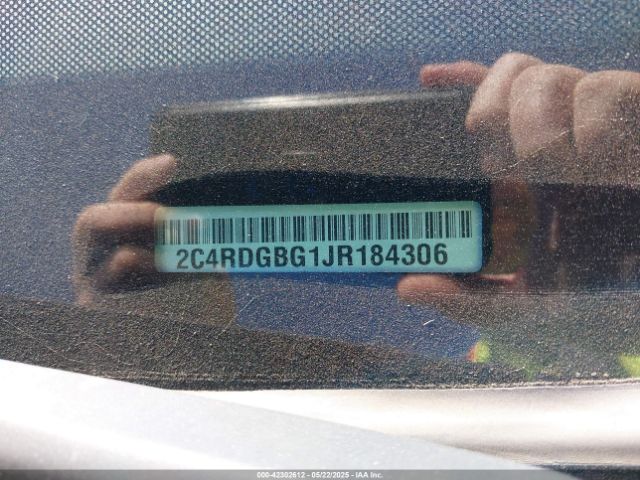 2C4RDGBG1JR184306
000-42302612 - 05/22/2025 - IAA, Inc.